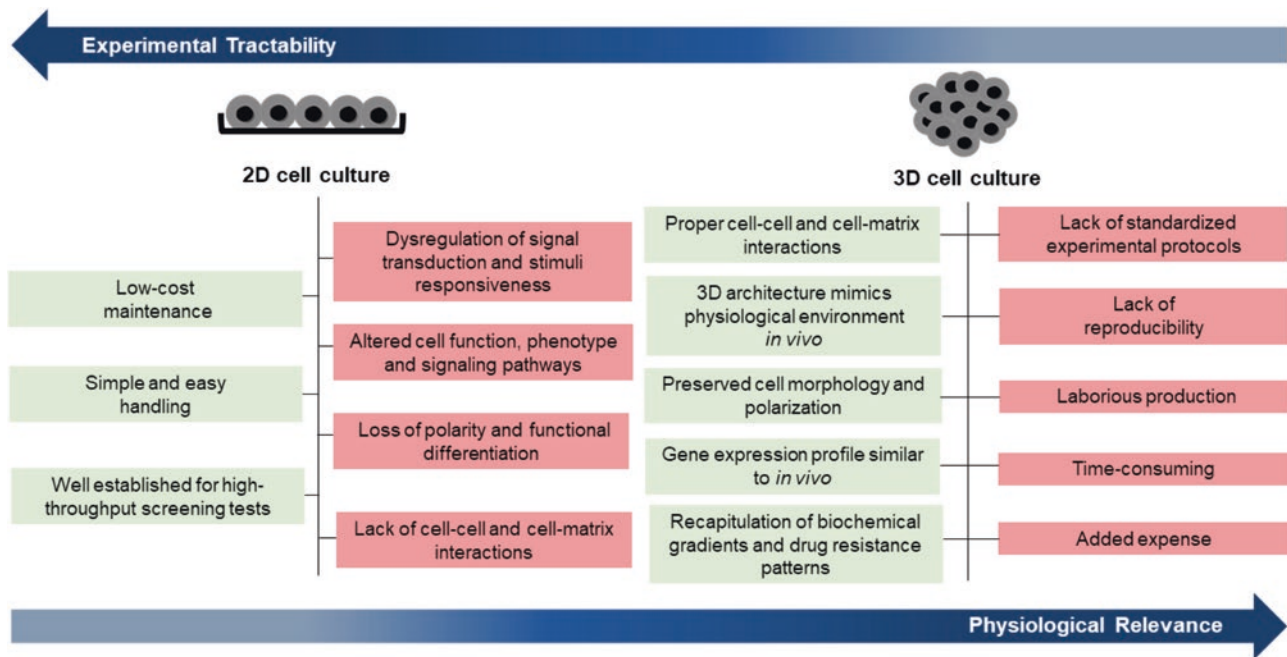 Experimental Tractability
2D cell culture
3D cell culture
Low-cost
maintenance
Simple and easy
handling
Well established for high-
throughput screening tests
Dysregulation of signal
transduction and stimuli
responsiveness
Altered cell function, phenotype
and signaling pathways
Loss of polarity and functional
differentiation
Lack of cell-cell and cell-matrix
interactions
Proper cell-cell and cell-matrix
interactions
3D architecture mimics
physiological environment
in vivo
Preserved cell morphology and
polarization
Gene expression profile similar
to in vivo
Recapitulation of biochemical
gradients and drug resistance
patterns
Lack of standardized
experimental protocols
Lack of
reproducibility
Laborious production
Time-consuming
Added expense
Physiological Relevance